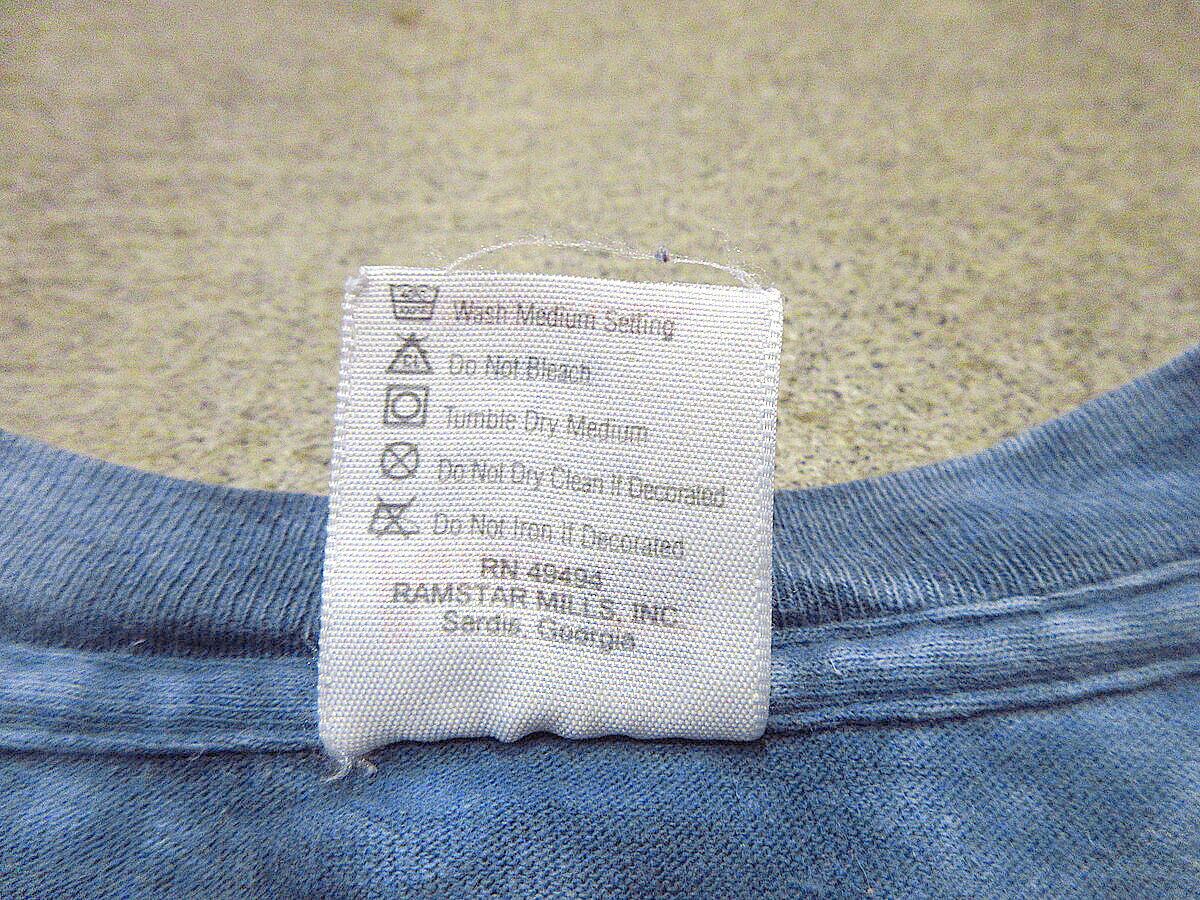 Wash Medium Setting
Do Not Bleach
Tumble Dry Medium
Do Not Dry Clean If Decorated
Do Not Iron If Decorated
RN 49494
RAMSTAR MILLS, INC
Sardis, Georgia